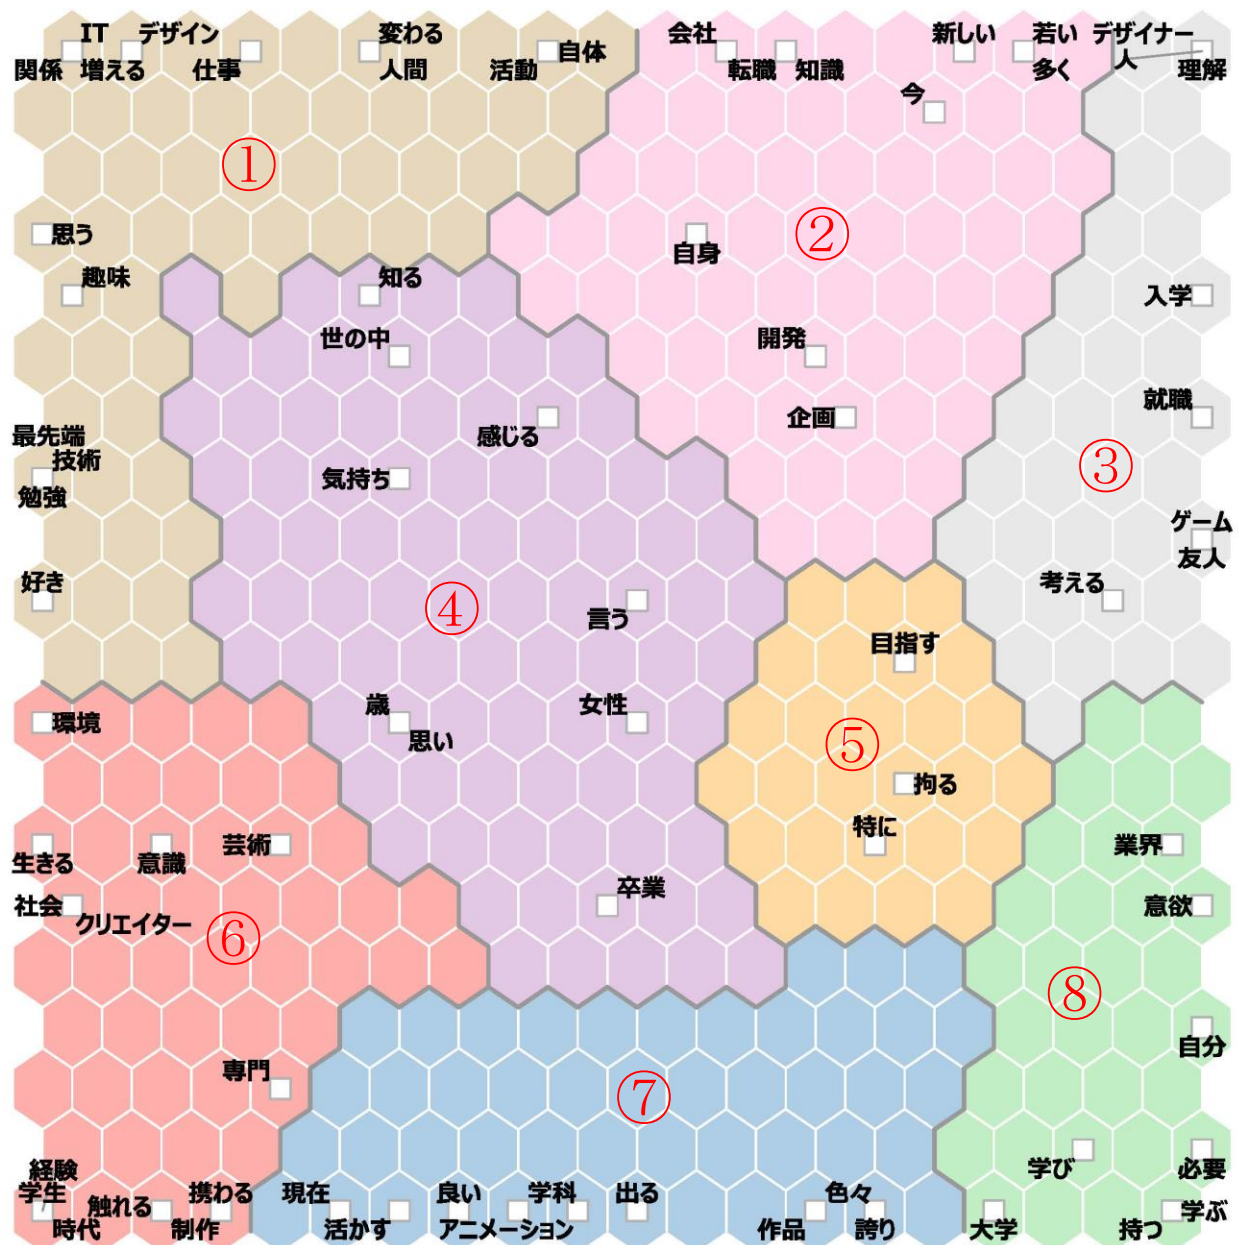 IT デザイン 変わる
関係 増える 仕事 人間 活動 自体
①
思う
趣味
最先端
技術
勉強
好き
会社 新しい 若い
転職 知識 多く
今
②
自身
開発
企画
デザイナー
人
理解
入学
就職
③
ゲーム
友人
考える
知る
世の中
感じる
気持ち
④
言う
歳 女性
思い
卒業
目指す
⑤
拘る
特に
環境
芸術
生きる 意識
社会
クリエイター
⑥
専門
経験
学生 携わる
触れる
時代 制作
⑦
現在 良い 学科 出る 色々
活かす アニメーション 作品 誇り
業界
意欲
⑧
自分
学び 必要
学ぶ
大学 持つ